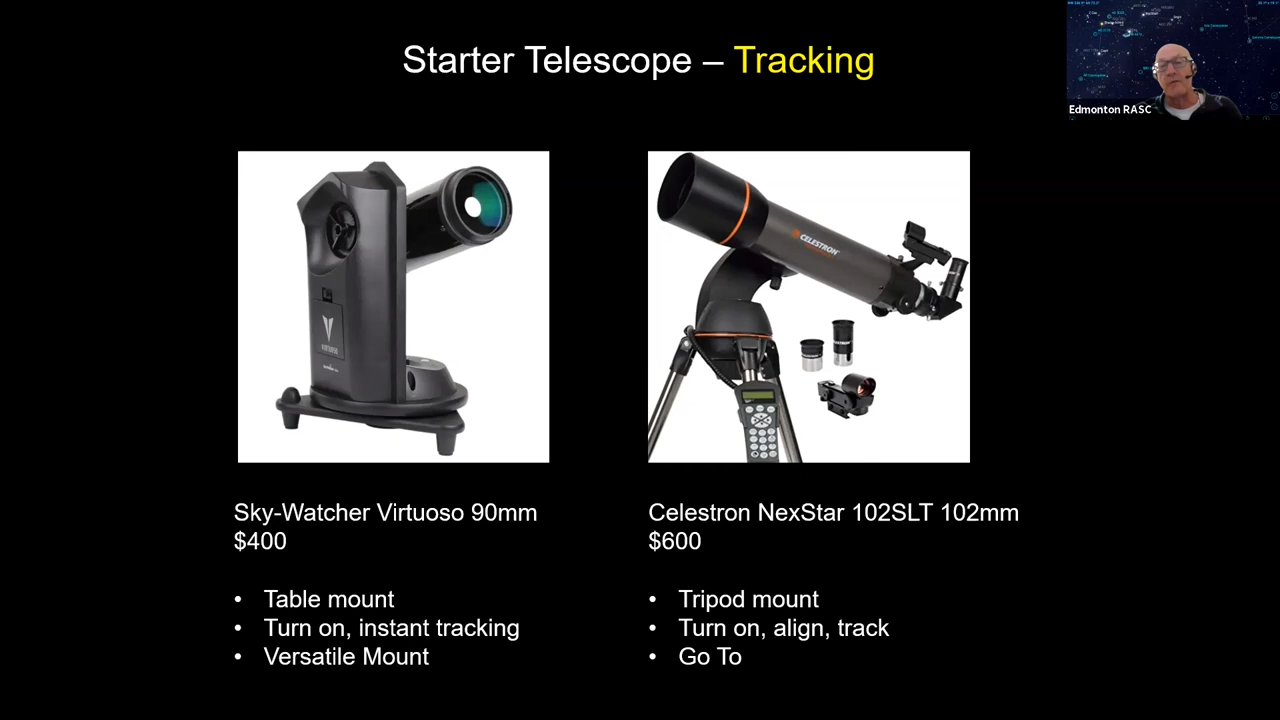 Starter Telescope – Tracking
Edmonton RASC
CELESTRON
VIRTUOSO
Sky-Watcher Virtuoso 90mm
$400
• Table mount
• Turn on, instant tracking
• Versatile Mount
Celestron NexStar 102SLT 102mm
$600
• Tripod mount
• Turn on, align, track
• Go To